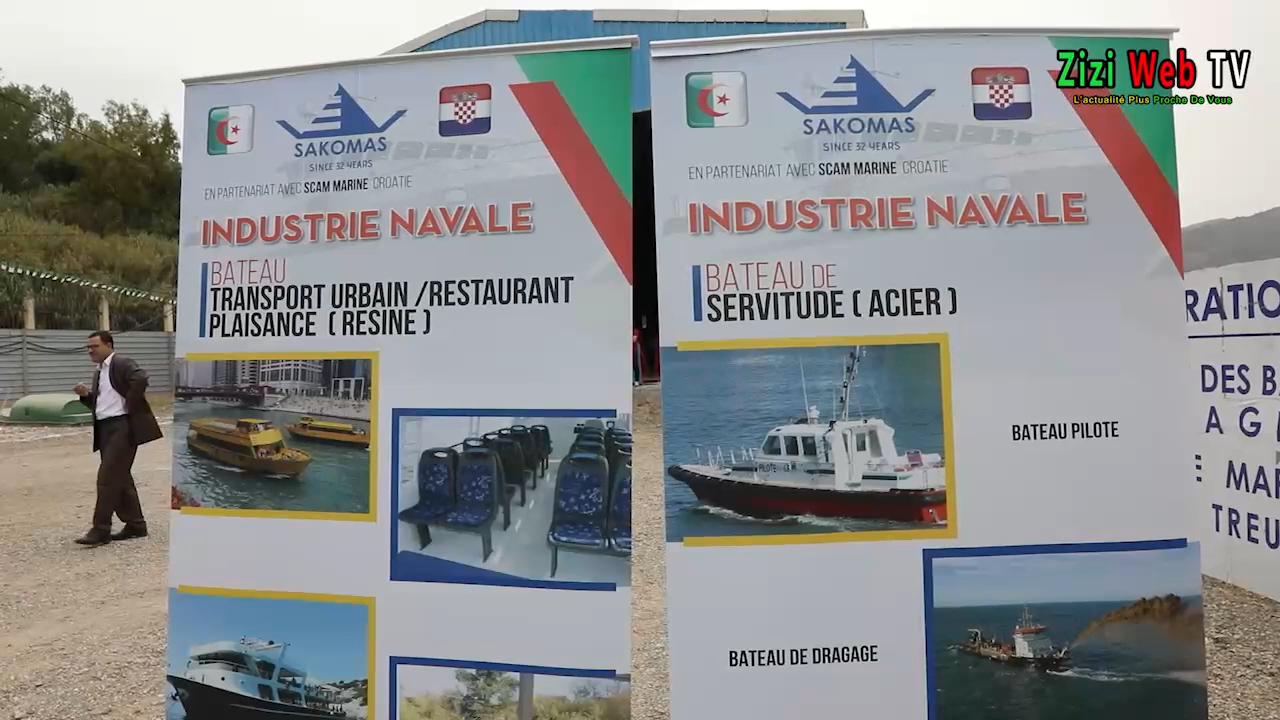 Zizi Web TV
L'actualité Plus Proche De Vous
SAKOMAS
SINCE 32 YEARS
EN PARTENARIAT AVEC SCAM MARINE CROATIE
INDUSTRIE NAVALE
BATEAU
TRANSPORT URBAIN /RESTAURANT
PLAISANCE ( RESINE )
SAKOMAS
SINCE 32 YEARS
EN PARTENARIAT AVEC SCAM MARINE CROATIE
INDUSTRIE NAVALE
BATEAU DE
SERVITUDE ( ACIER )
PILOTE
BATEAU PILOTE
BATEAU DE DRAGAGE
RATIO
DES B
A G
MA
TREU